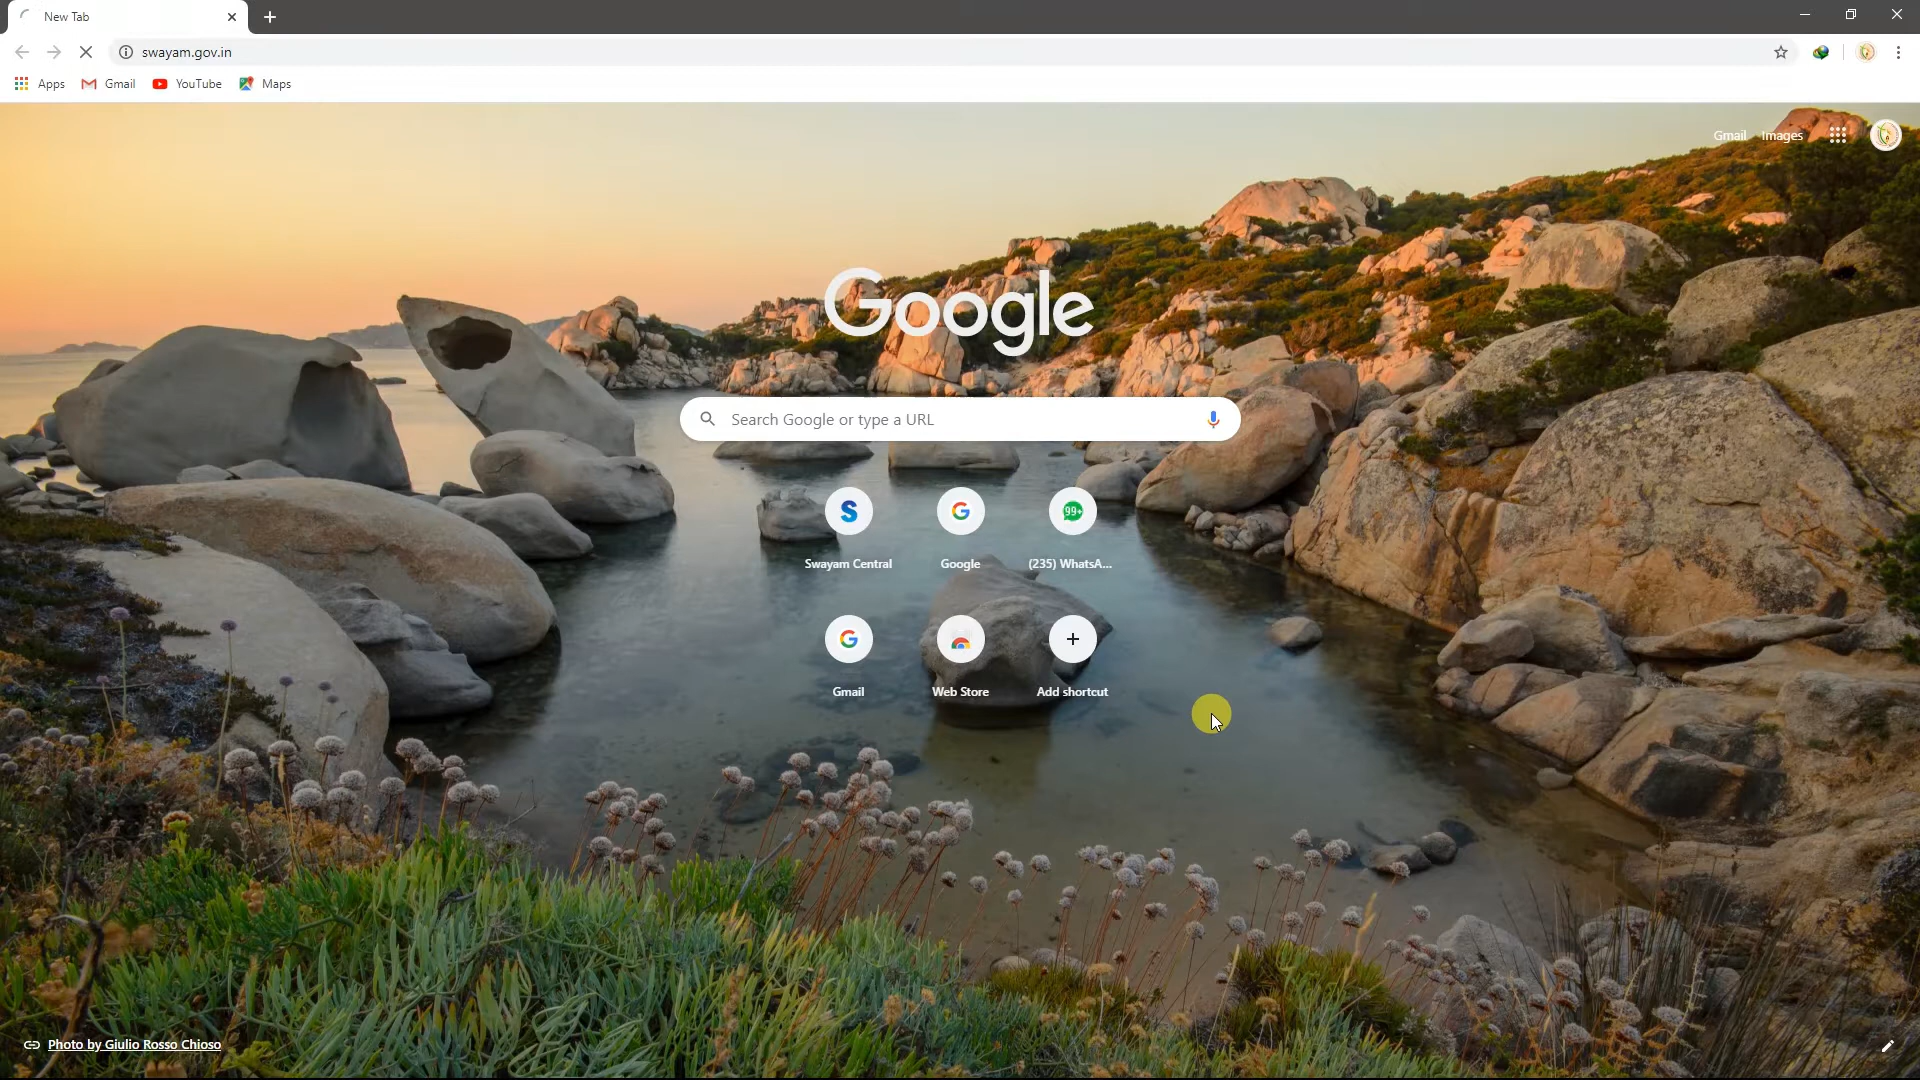 New Tab
swayam.gov.in
Apps Gmail YouTube Maps
Gmail Images
Google
Search Google or type a URL
S
99+
Swayam Central Google (235) WhatsA...
Gmail Web Store Add shortcut
Photo by Giulio Rosso Chioso